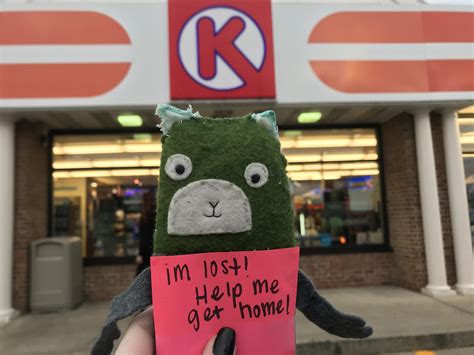 K
im lost!
Help me
get home!